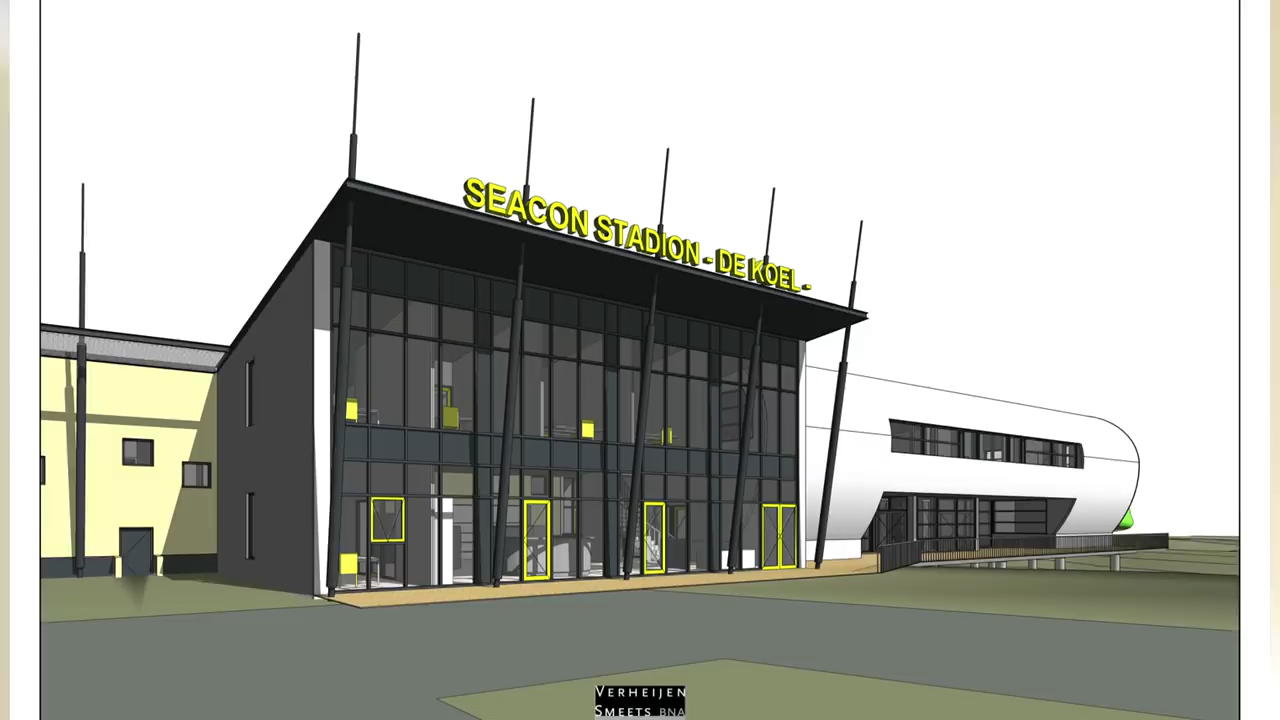 SEACON STADION - DE KOEL -
VERHEIJEN
SMEETS BNA